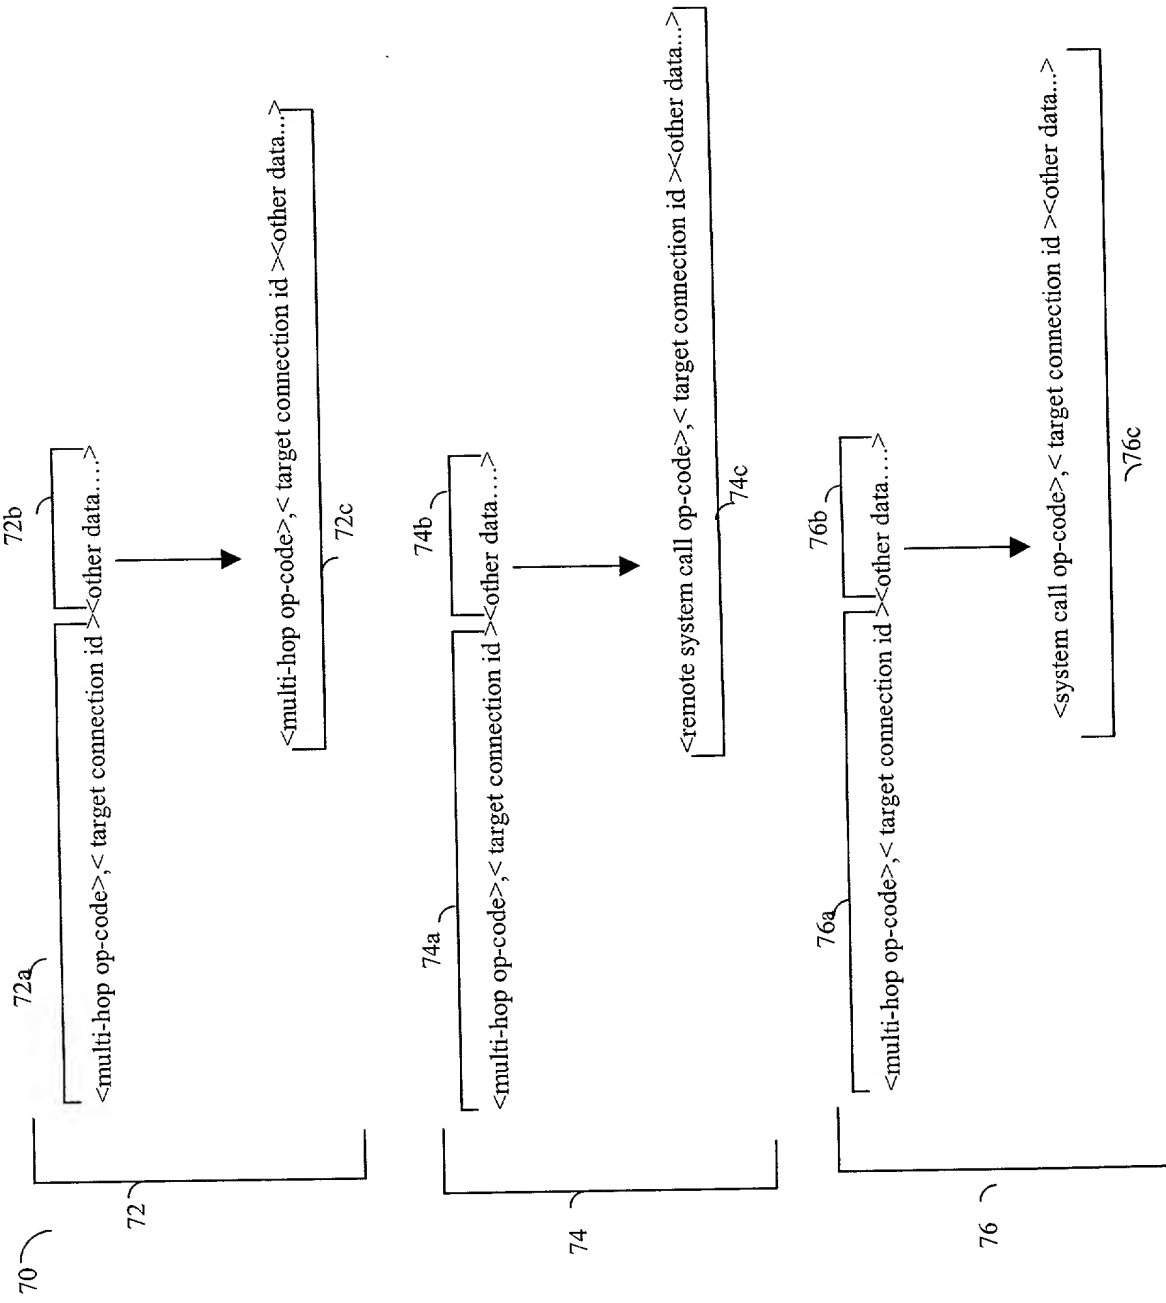 70
72
72a
72b
<multi-hop op-code>,< target connection id ><other data....>
<multi-hop op-code>,< target connection id ><other data...>
72c
74
74a
74b
<multi-hop op-code>,< target connection id ><other data....>
<remote system call op-code>,< target connection id ><other data...>
74c
76
76a
76b
<multi-hop op-code>,< target connection id ><other data....>
<system call op-code>,< target connection id ><other data...>
76c